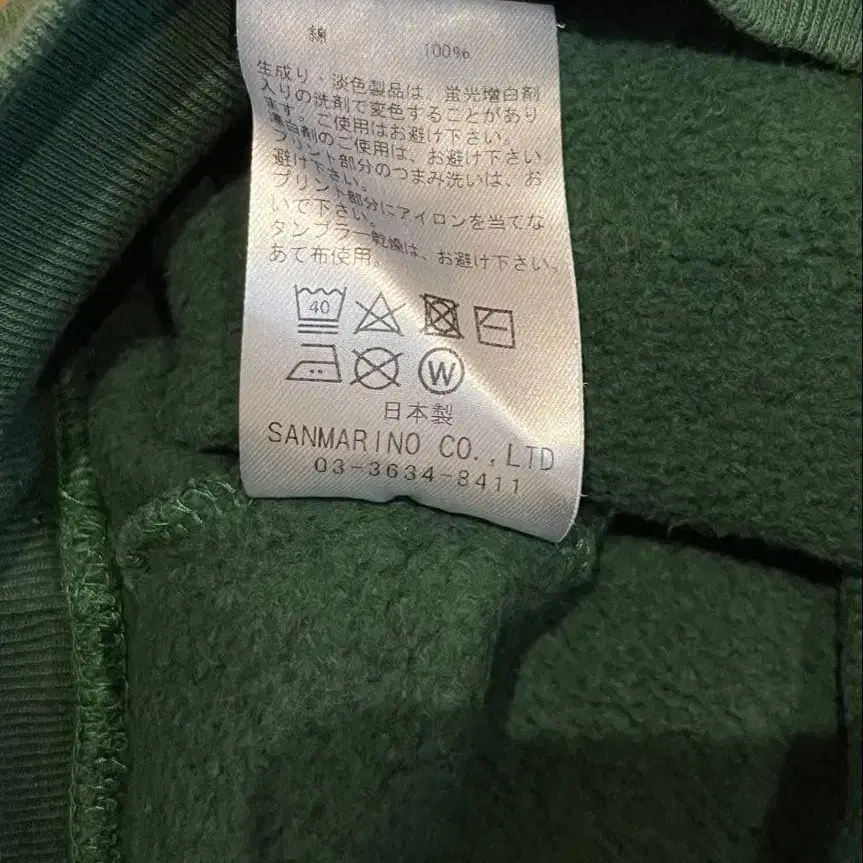 綿 100%
生成り、淡色製品は、蛍光増白剤
入りの洗剤で変色することがあり
ます。ご使用はお避け下さい。
漂白剤のご使用は、お避け下さい
プリント部分のつまみ洗いは、お
避け下さい。
プリント部分にアイロンを当てな
いで下さい。
タンブラー乾燥は、お避け下さい。
あて布使用。
40
W
日本製
SANMARINO CO.,LTD
03-3634-8411